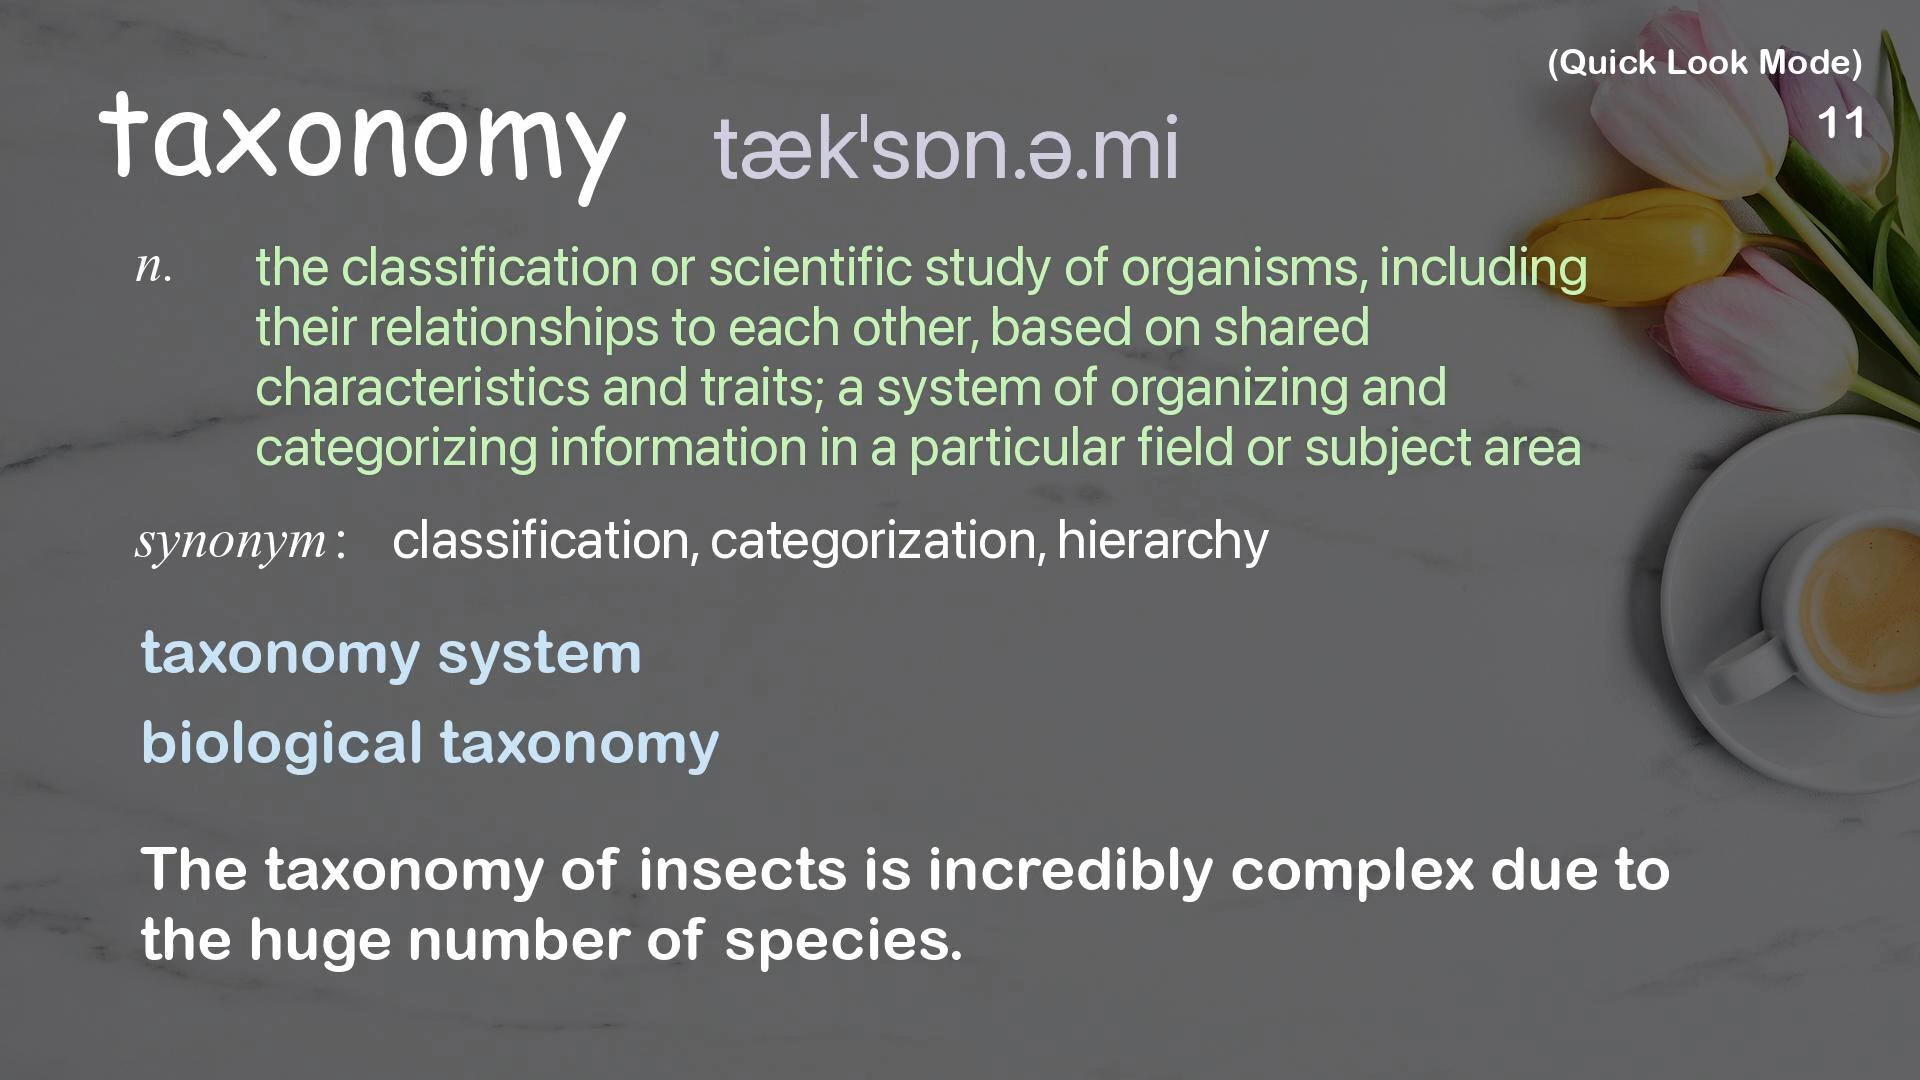 (Quick Look Mode)
11
taxonomy tæk'sɒn.ə.mi
n. the classification or scientific study of organisms, including
their relationships to each other, based on shared
characteristics and traits; a system of organizing and
categorizing information in a particular field or subject area
synonym: classification, categorization, hierarchy
taxonomy system
biological taxonomy
The taxonomy of insects is incredibly complex due to
the huge number of species.